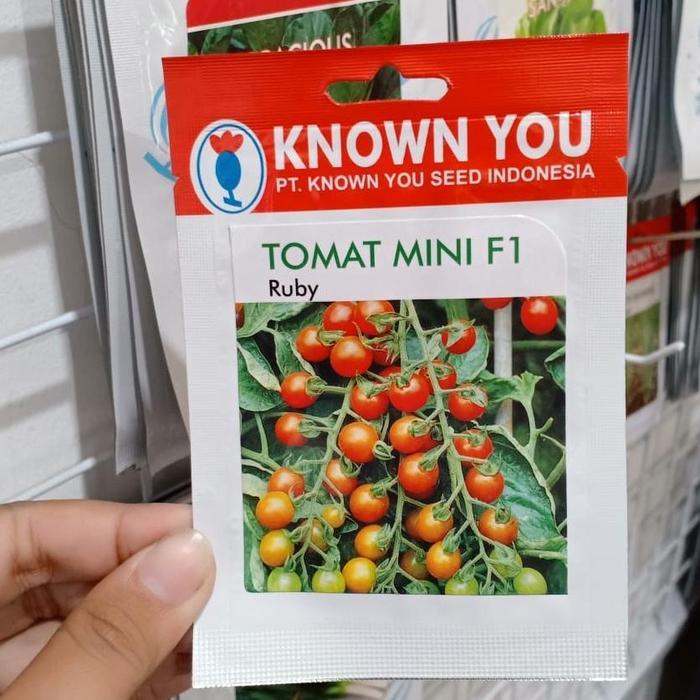 KNOWN YOU
PT. KNOWN YOU SEED INDONESIA
TOMAT MINI F1
Ruby